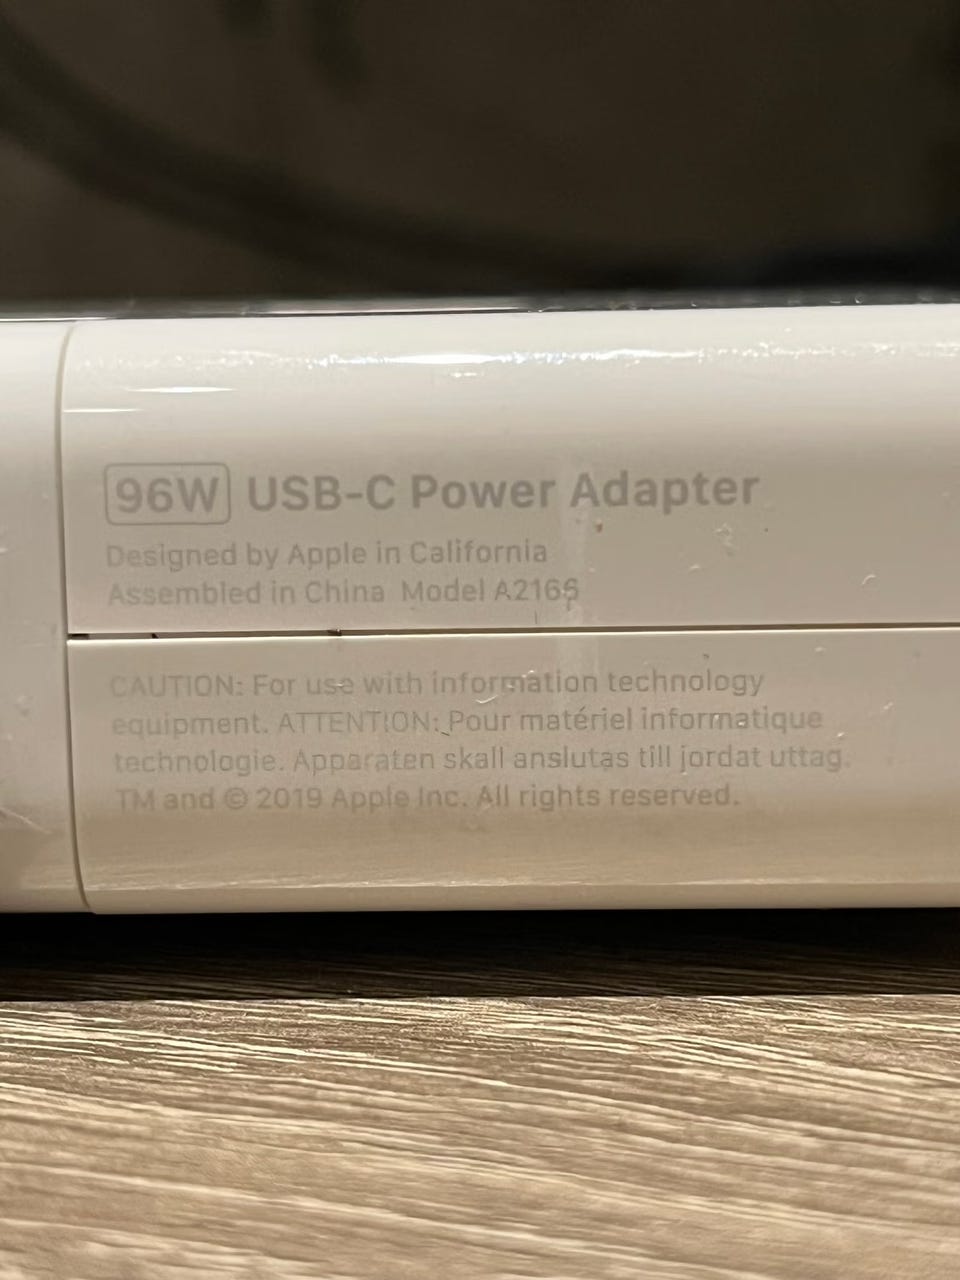 96W USB-C Power Adapter
Designed by Apple in California
Assembled in China Model A2166
CAUTION: For use with information technology
equipment. ATTENTION: Pour matériel informatique
technologie. Apparaten skall anslutas till jordat uttag.
TM and © 2019 Apple Inc. All rights reserved.